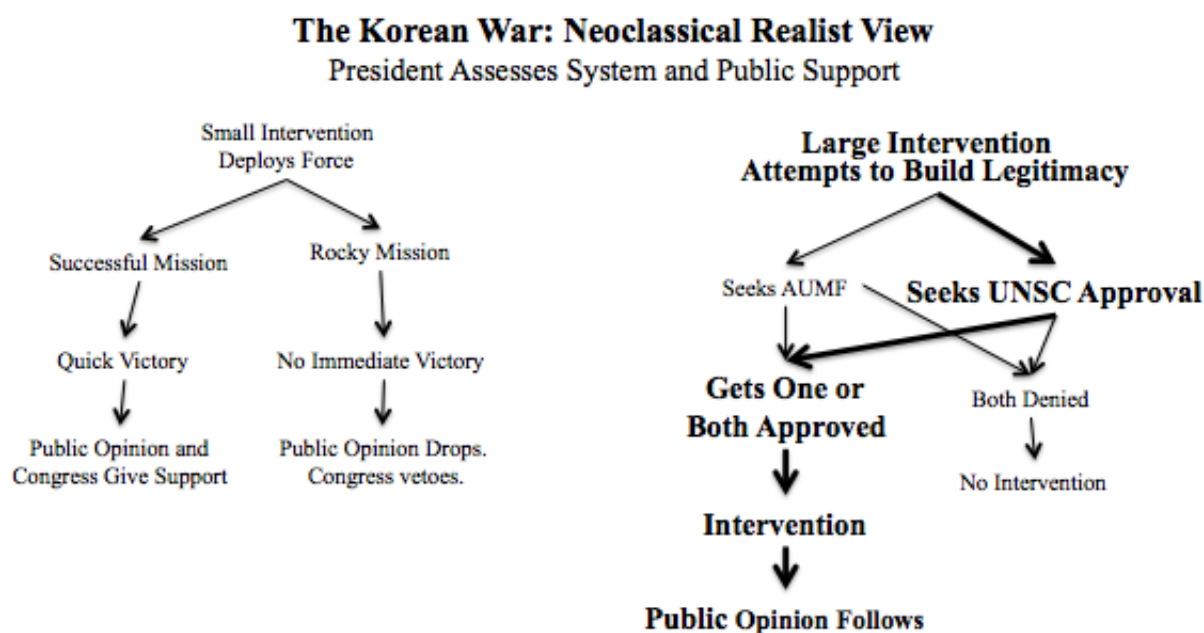 The Korean War: Neoclassical Realist View
President Assesses System and Public Support
Small Intervention
Deploys Force
Successful Mission
Rocky Mission
Quick Victory
No Immediate Victory
Public Opinion and
Congress Give Support
Public Opinion Drops.
Congress vetoes.
Large Intervention
Attempts to Build Legitimacy
Seeks AUMF
Seeks UNSC Approval
Gets One or
Both Approved
Both Denied
No Intervention
Intervention
Public Opinion Follows